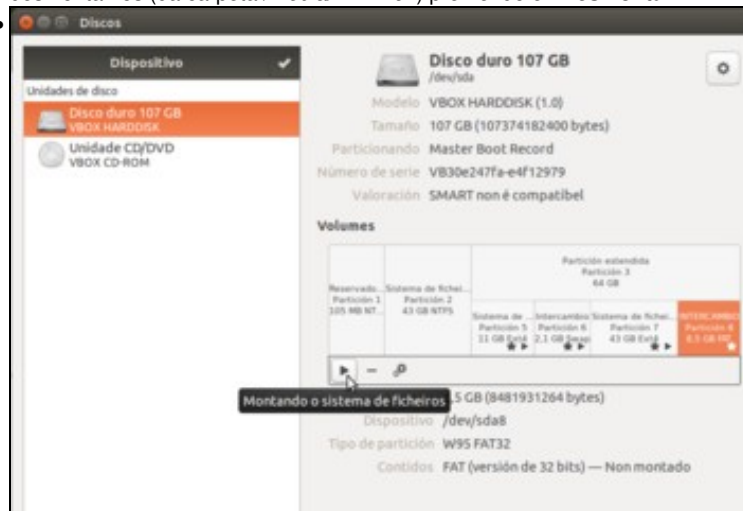 Discos
Dispositivo
Unidades de disco
Disco duro 107 GB
VBOX HARDDISK
Unidade CD/DVD
VBOX CD-ROM
Disco duro 107 GB
/dev/sda
Modelo VBOX HARDDISK (1.0)
Tamaño 107 GB (107374182400 bytes)
Particionando Master Boot Record
Número de serie VB30e247fa-e4f12979
Valoración SMART non é compatíbel
Volumes
Partición estendida
Partición 3
64 GB
Reservado...
Partición 1
105 MB NT...
Sistema de fichei...
Partición 2
43 GB NTFS
Sistema de ...
Partición 5
11 GB Ext4
Intercambio
Partición 6
2.1 GB Swap
Sistema de fichei...
Partición 7
43 GB Ext4
INTERCAMBIO
Partición 8
8.5 GB FAT
Montando o sistema de ficheiros
,5 GB (8481931264 bytes)
Dispositivo /dev/sda8
Tipo de partición W95 FAT32
Contidos FAT (versión de 32 bits) — Non montado